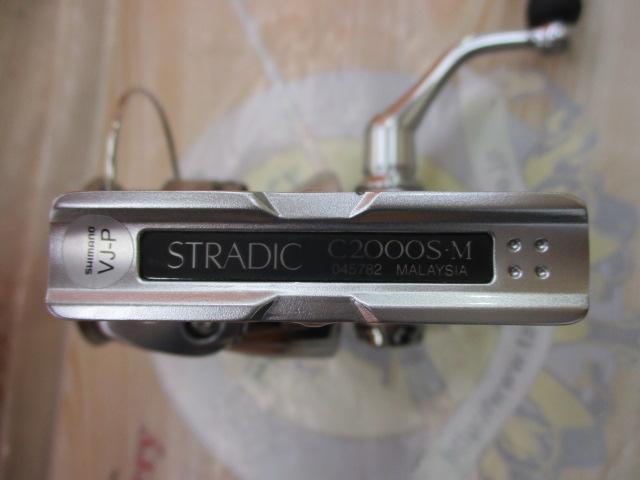 SHIMANO
VJ-P
STRADIC C2000S·M
045782 MALAYSIA